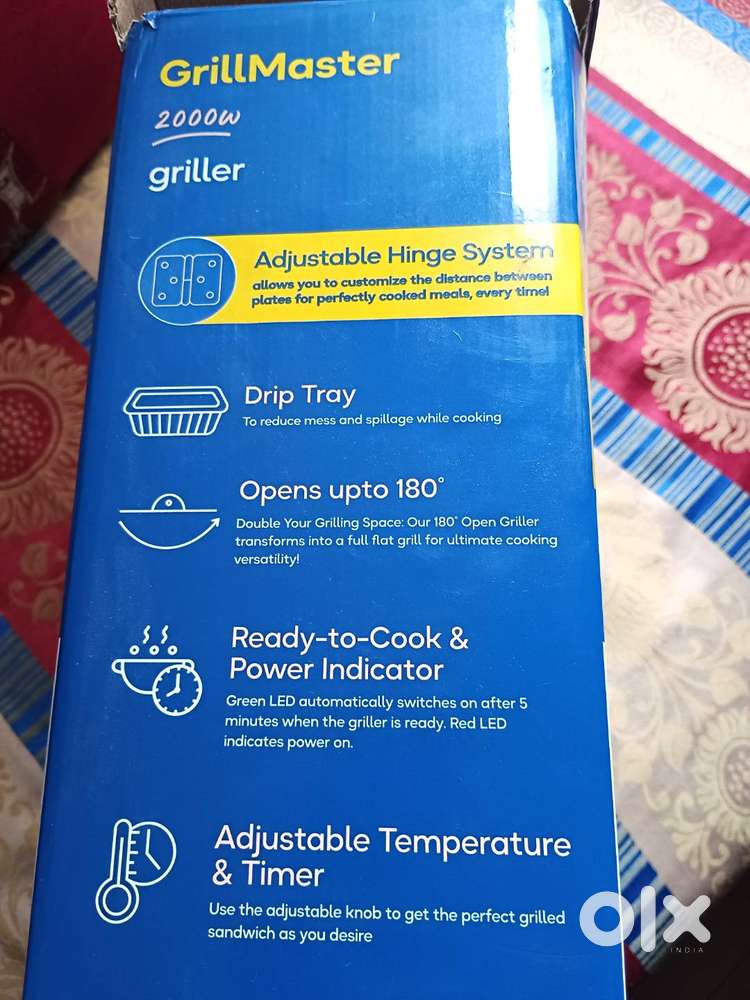 GrillMaster
2000W
griller
Adjustable Hinge System
allows you to customize the distance between
plates for perfectly cooked meals, every time!
Drip Tray
To reduce mess and spillage while cooking
Opens upto 180°
Double Your Grilling Space: Our 180° Open Griller
transforms into a full flat grill for ultimate cooking
versatility!
Ready-to-Cook &
Power Indicator
Green LED automatically switches on after 5
minutes when the griller is ready. Red LED
indicates power on.
Adjustable Temperature
& Timer
Use the adjustable knob to get the perfect grilled
sandwich as you desire
olx
INDIA